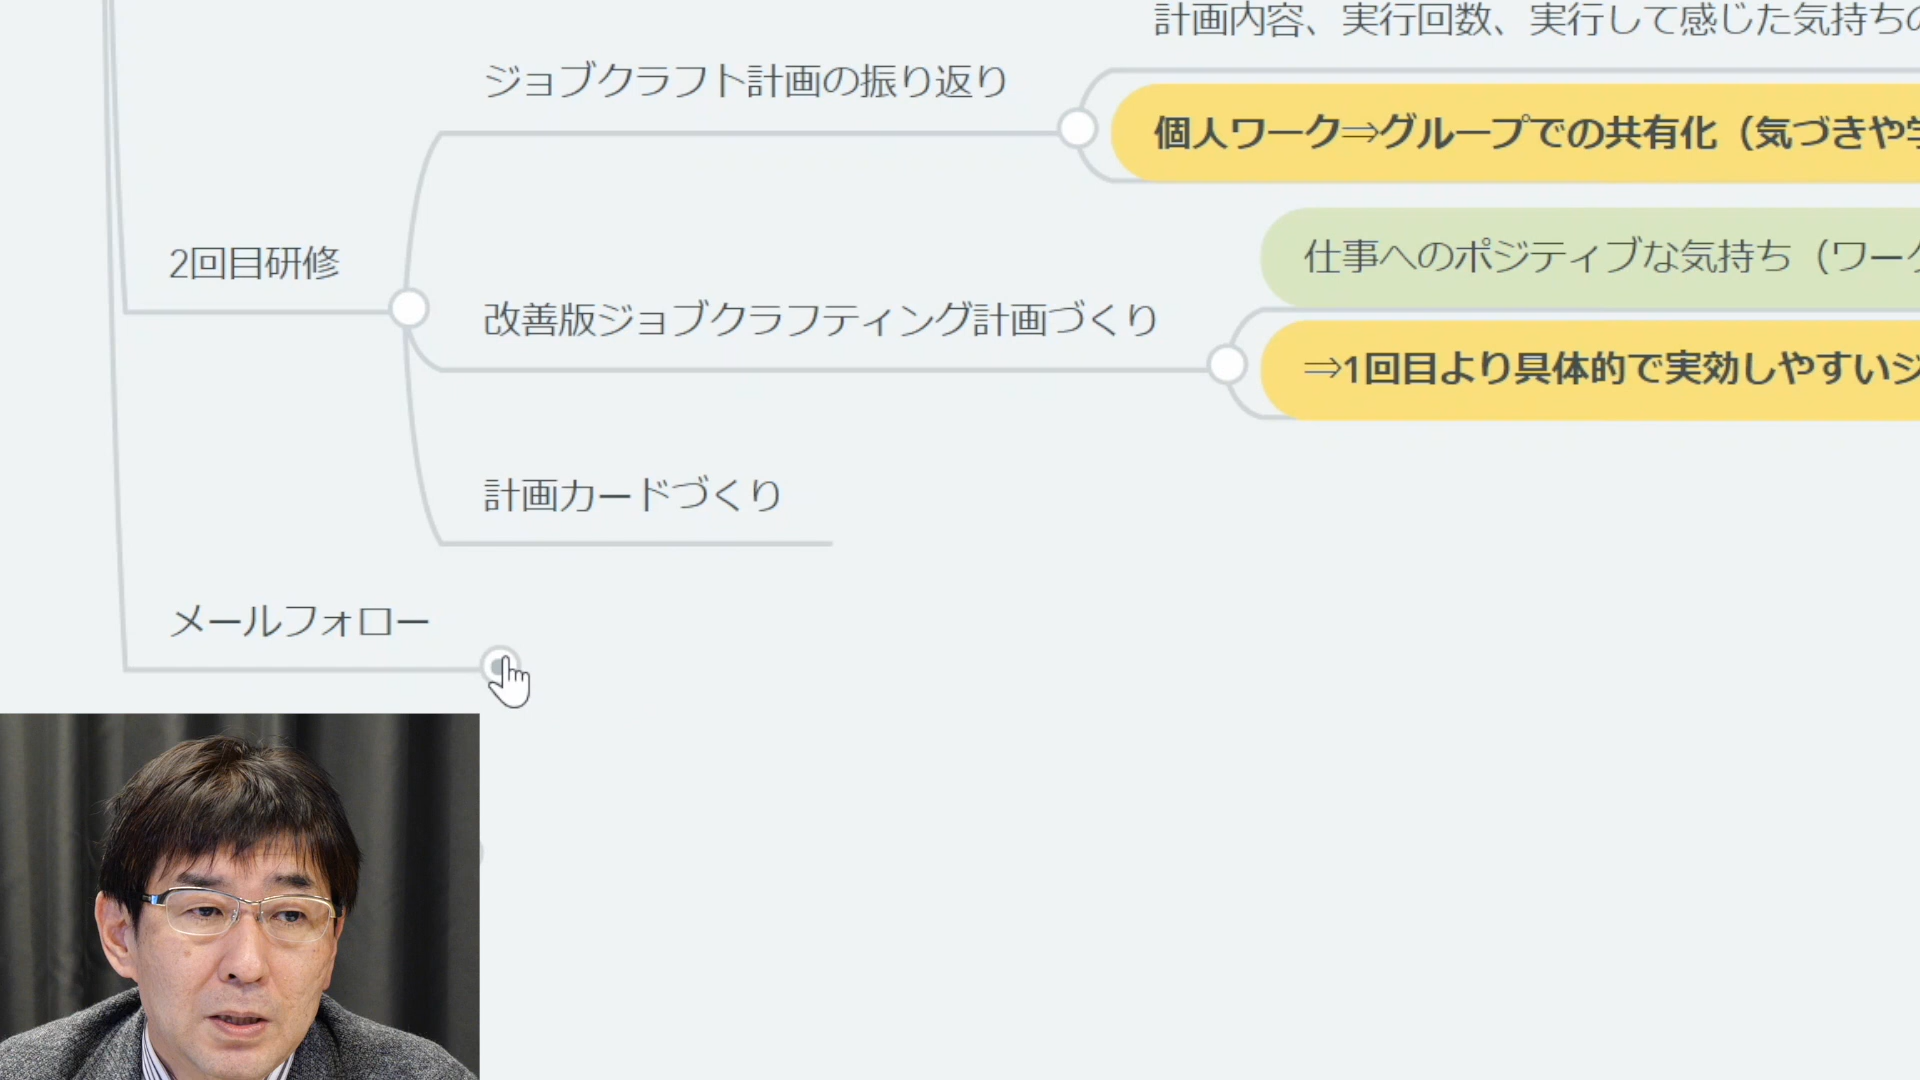 計画内容、実行回数、実行して感じた気持ち
ジョブクラフト計画の振り返り
個人ワーク⇒グループでの共有化（気づきや
2回目研修
仕事へのポジティブな気持ち（ワー
改善版ジョブクラフティング計画づくり
⇒1回目より具体的で実効しやすいジ
計画カードづくり
メールフォロー